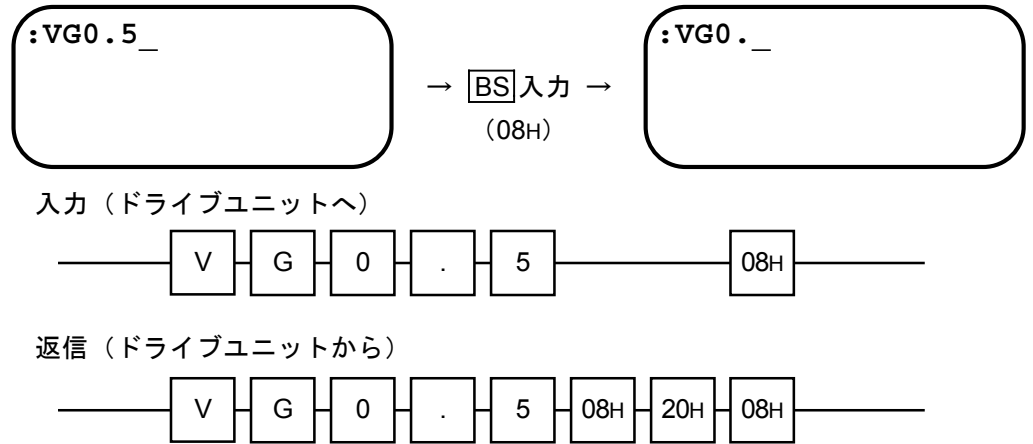 :VG0.5_
→ BS入力 →
（08H）
:VG0._
入力（ドライブユニットへ）
V G 0 . 5 08H
返信（ドライブユニットから）
V G 0 . 5 08H 20H 08H